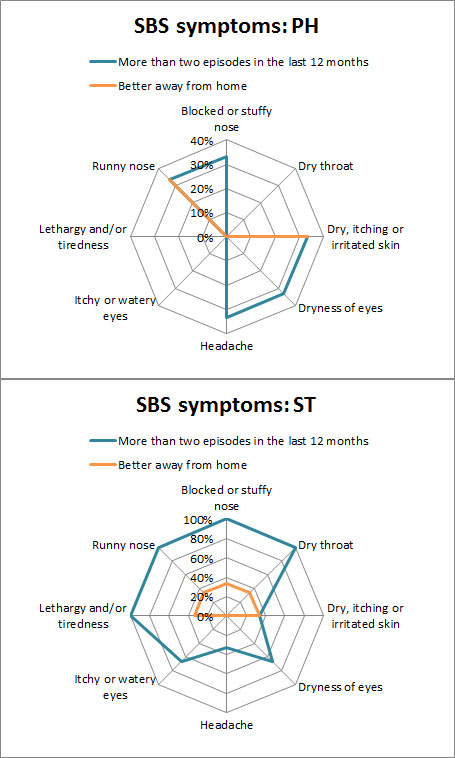 SBS symptoms: PH
More than two episodes in the last 12 months
Better away from home
Blocked or stuffy
nose
40%
30%
20%
10%
0%
Runny nose
Dry throat
Lethargy and/or
tiredness
Dry, itching or
irritated skin
Itchy or watery
eyes
Dryness of eyes
Headache
SBS symptoms: ST
More than two episodes in the last 12 months
Better away from home
Blocked or stuffy
nose
100%
80%
60%
40%
20%
0%
Runny nose
Dry throat
Lethargy and/or
tiredness
Dry, itching or
irritated skin
Itchy or watery
eyes
Dryness of eyes
Headache